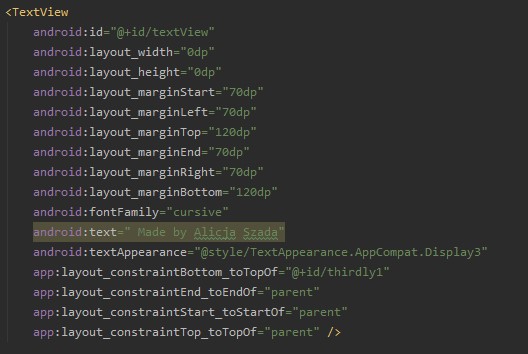 <TextView
android:id="@+id/textView"
android:layout_width="0dp"
android:layout_height="0dp"
android:layout_marginStart="70dp"
android:layout_marginLeft="70dp"
android:layout_marginTop="120dp"
android:layout_marginEnd="70dp"
android:layout_marginRight="70dp"
android:layout_marginBottom="120dp"
android:fontFamily="cursive"
android:text=" Made by Alicja Szada"
android:textAppearance="@style/TextAppearance.AppCompat.Display3"
app:layout_constraintBottom_toTopOf="@+id/thirdly1"
app:layout_constraintEnd_toEndOf="parent"
app:layout_constraintStart_toStartOf="parent"
app:layout_constraintTop_toTopOf="parent" />